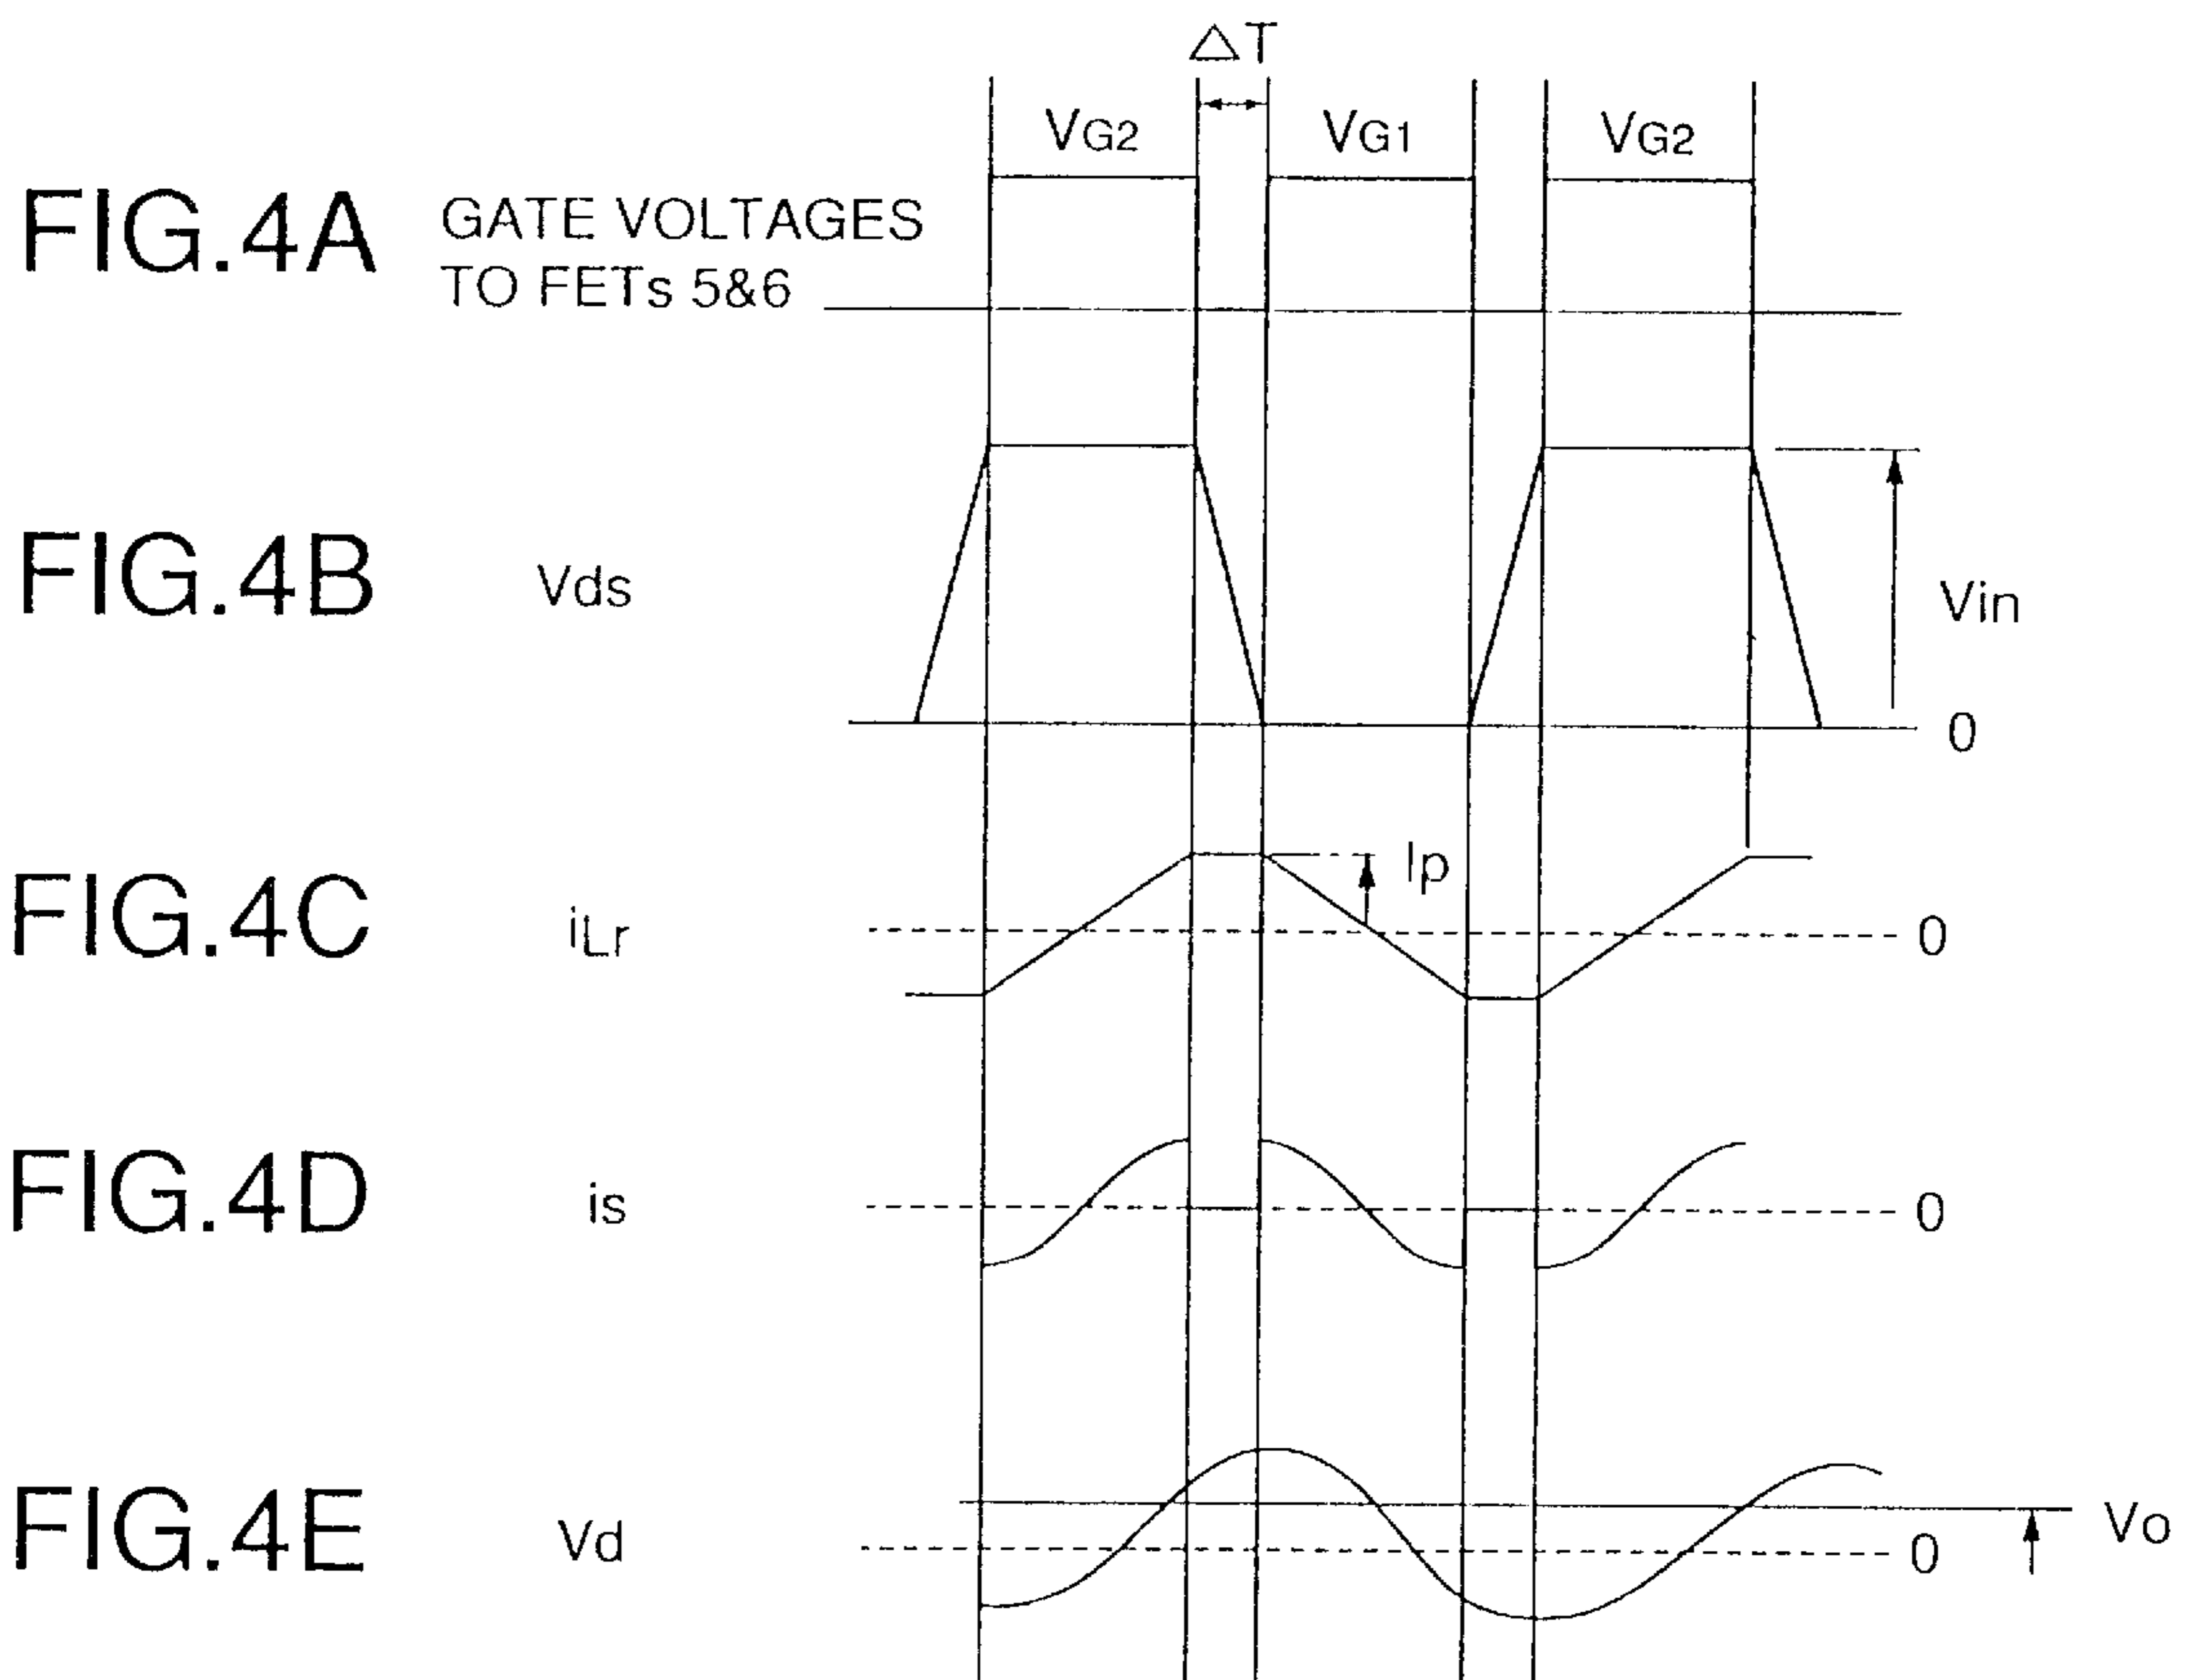 △T
VG2 VG1 VG2
FIG.4A GATE VOLTAGES
TO FETs 5&6
FIG.4B Vds Vin
0
FIG.4C iLr Ip
0
FIG.4D is 0
FIG.4E Vd Vo
0